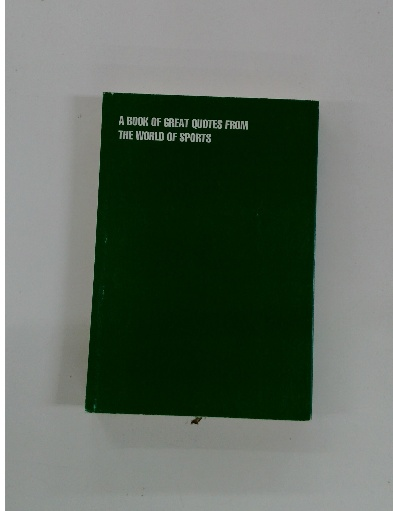 A BOOK OF GREAT QUOTES FROM
THE WORLD OF SPORTS